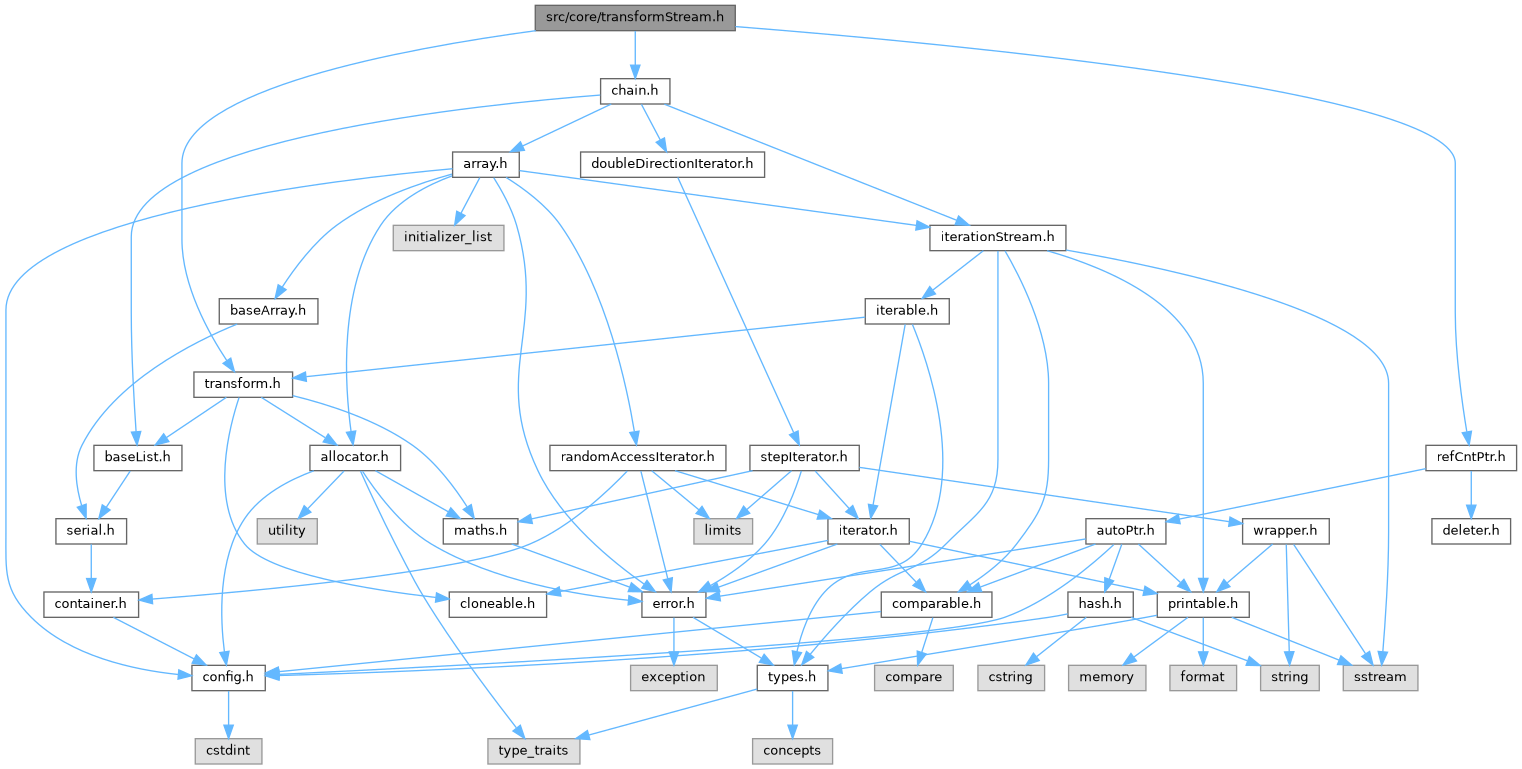 src/core/transformStream.h
chain.h
array.h
doubleDirectionIterator.h
initializer_list
iterationStream.h
baseArray.h
iterable.h
transform.h
baseList.h
allocator.h
randomAccessIterator.h
stepIterator.h
refCntPtr.h
serial.h
utility
maths.h
limits
iterator.h
autoPtr.h
wrapper.h
deleter.h
container.h
cloneable.h
error.h
comparable.h
hash.h
printable.h
config.h
exception
types.h
compare
cstring
memory
format
string
sstream
cstdint
type_traits
concepts